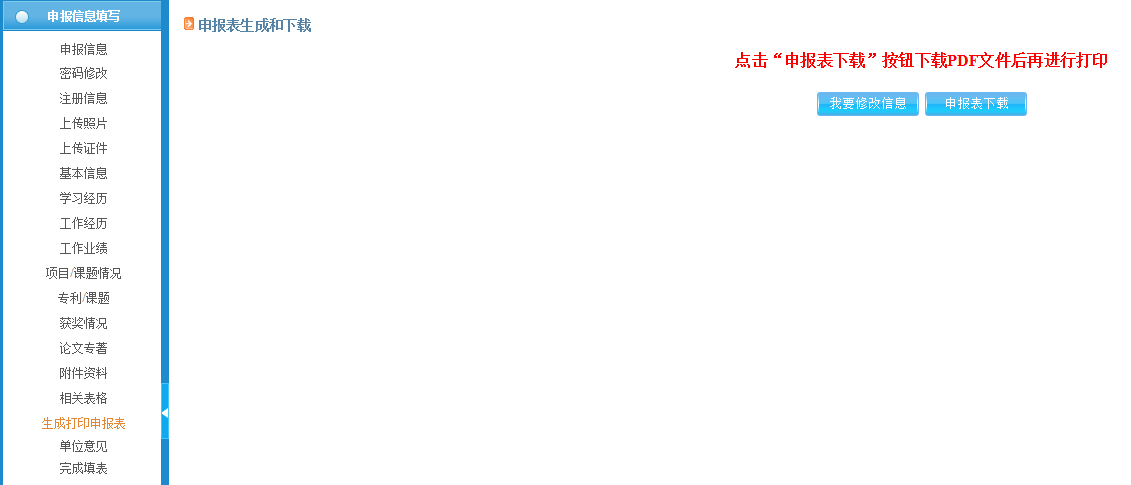 申报信息填写
申报信息
密码修改
注册信息
上传照片
上传证件
基本信息
学习经历
工作经历
工作业绩
项目/课题情况
专利/课题
获奖情况
论文专著
附件资料
相关表格
生成打印申报表
单位意见
完成填表
申报表生成和下载
点击“申报表下载”按钮下载PDF文件后再进行打印
我要修改信息 申报表下载